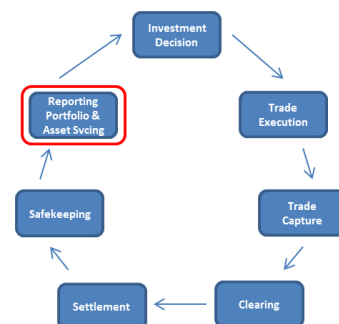 Investment
Decision
Trade
Execution
Trade
Capture
Clearing
Settlement
Safekeeping
Reporting
Portfolio &
Asset Svcing